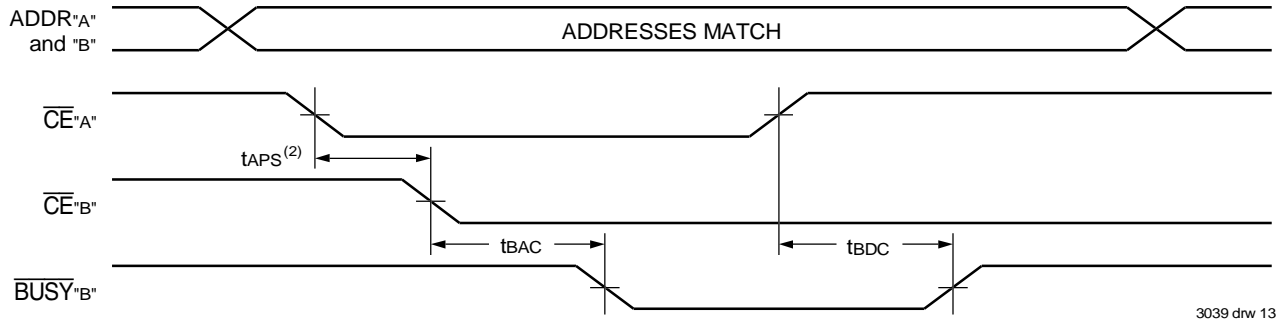 ADDR"A"
and "B"
ADDRESSES MATCH
CE"A"
tAPS(2)
CE"B"
tBAC
tBDC
BUSY"B"
3039 drw 13